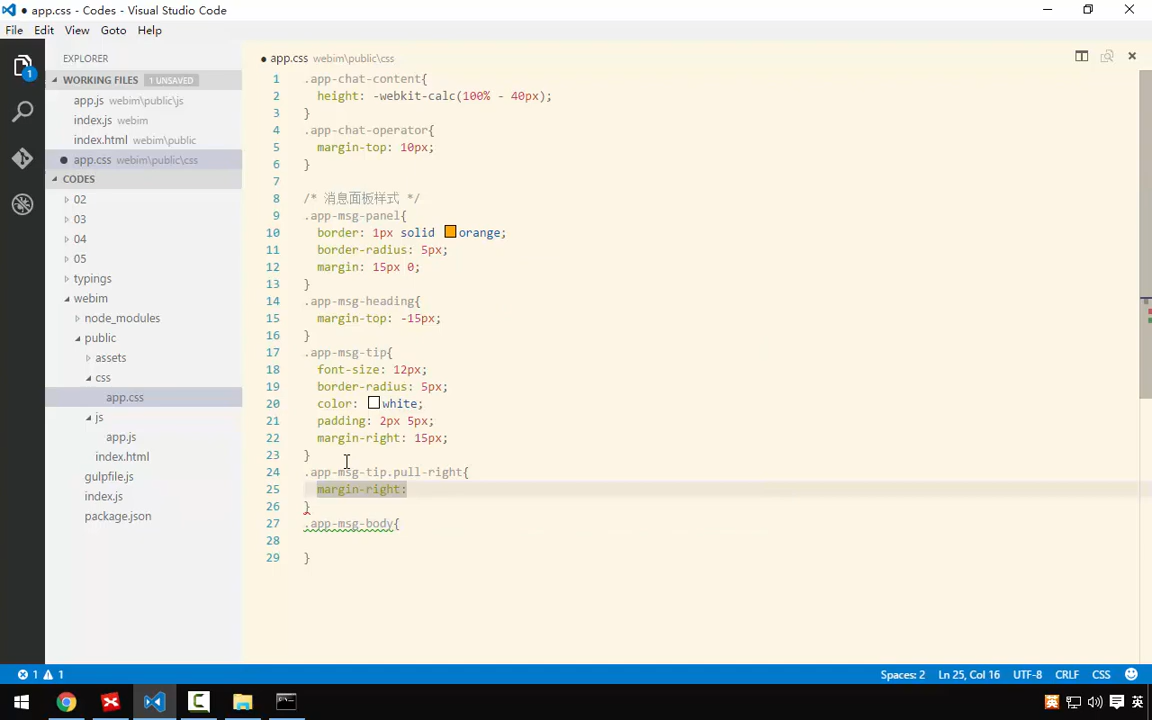 ● app.css - Codes - Visual Studio Code
File Edit View Goto Help
EXPLORER
WORKING FILES 1 UNSAVED
app.js webim\public\js
index.js webim
index.html webim\public
● app.css webim\public\css
CODES
02
03
04
05
typings
webim
node_modules
public
assets
css
app.css
js
app.js
index.html
gulpfile.js
index.js
package.json
1
● app.css webim\public\css
1 .app-chat-content{
2 height: -webkit-calc(100% - 40px);
3 }
4 .app-chat-operator{
5 margin-top: 10px;
6 }
7
8 /* 消息面板样式 */
9 .app-msg-panel{
10 border: 1px solid orange;
11 border-radius: 5px;
12 margin: 15px 0;
13 }
14 .app-msg-heading{
15 margin-top: -15px;
16 }
17 .app-msg-tip{
18 font-size: 12px;
19 border-radius: 5px;
20 color: white;
21 padding: 2px 5px;
22 margin-right: 15px;
23 }
24 .app-msg-tip.pull-right{
25 margin-right:
26 }
27 .app-msg-body{
28
29 }
1 1
Spaces: 2 Ln 25, Col 16 UTF-8 CRLF CSS
英